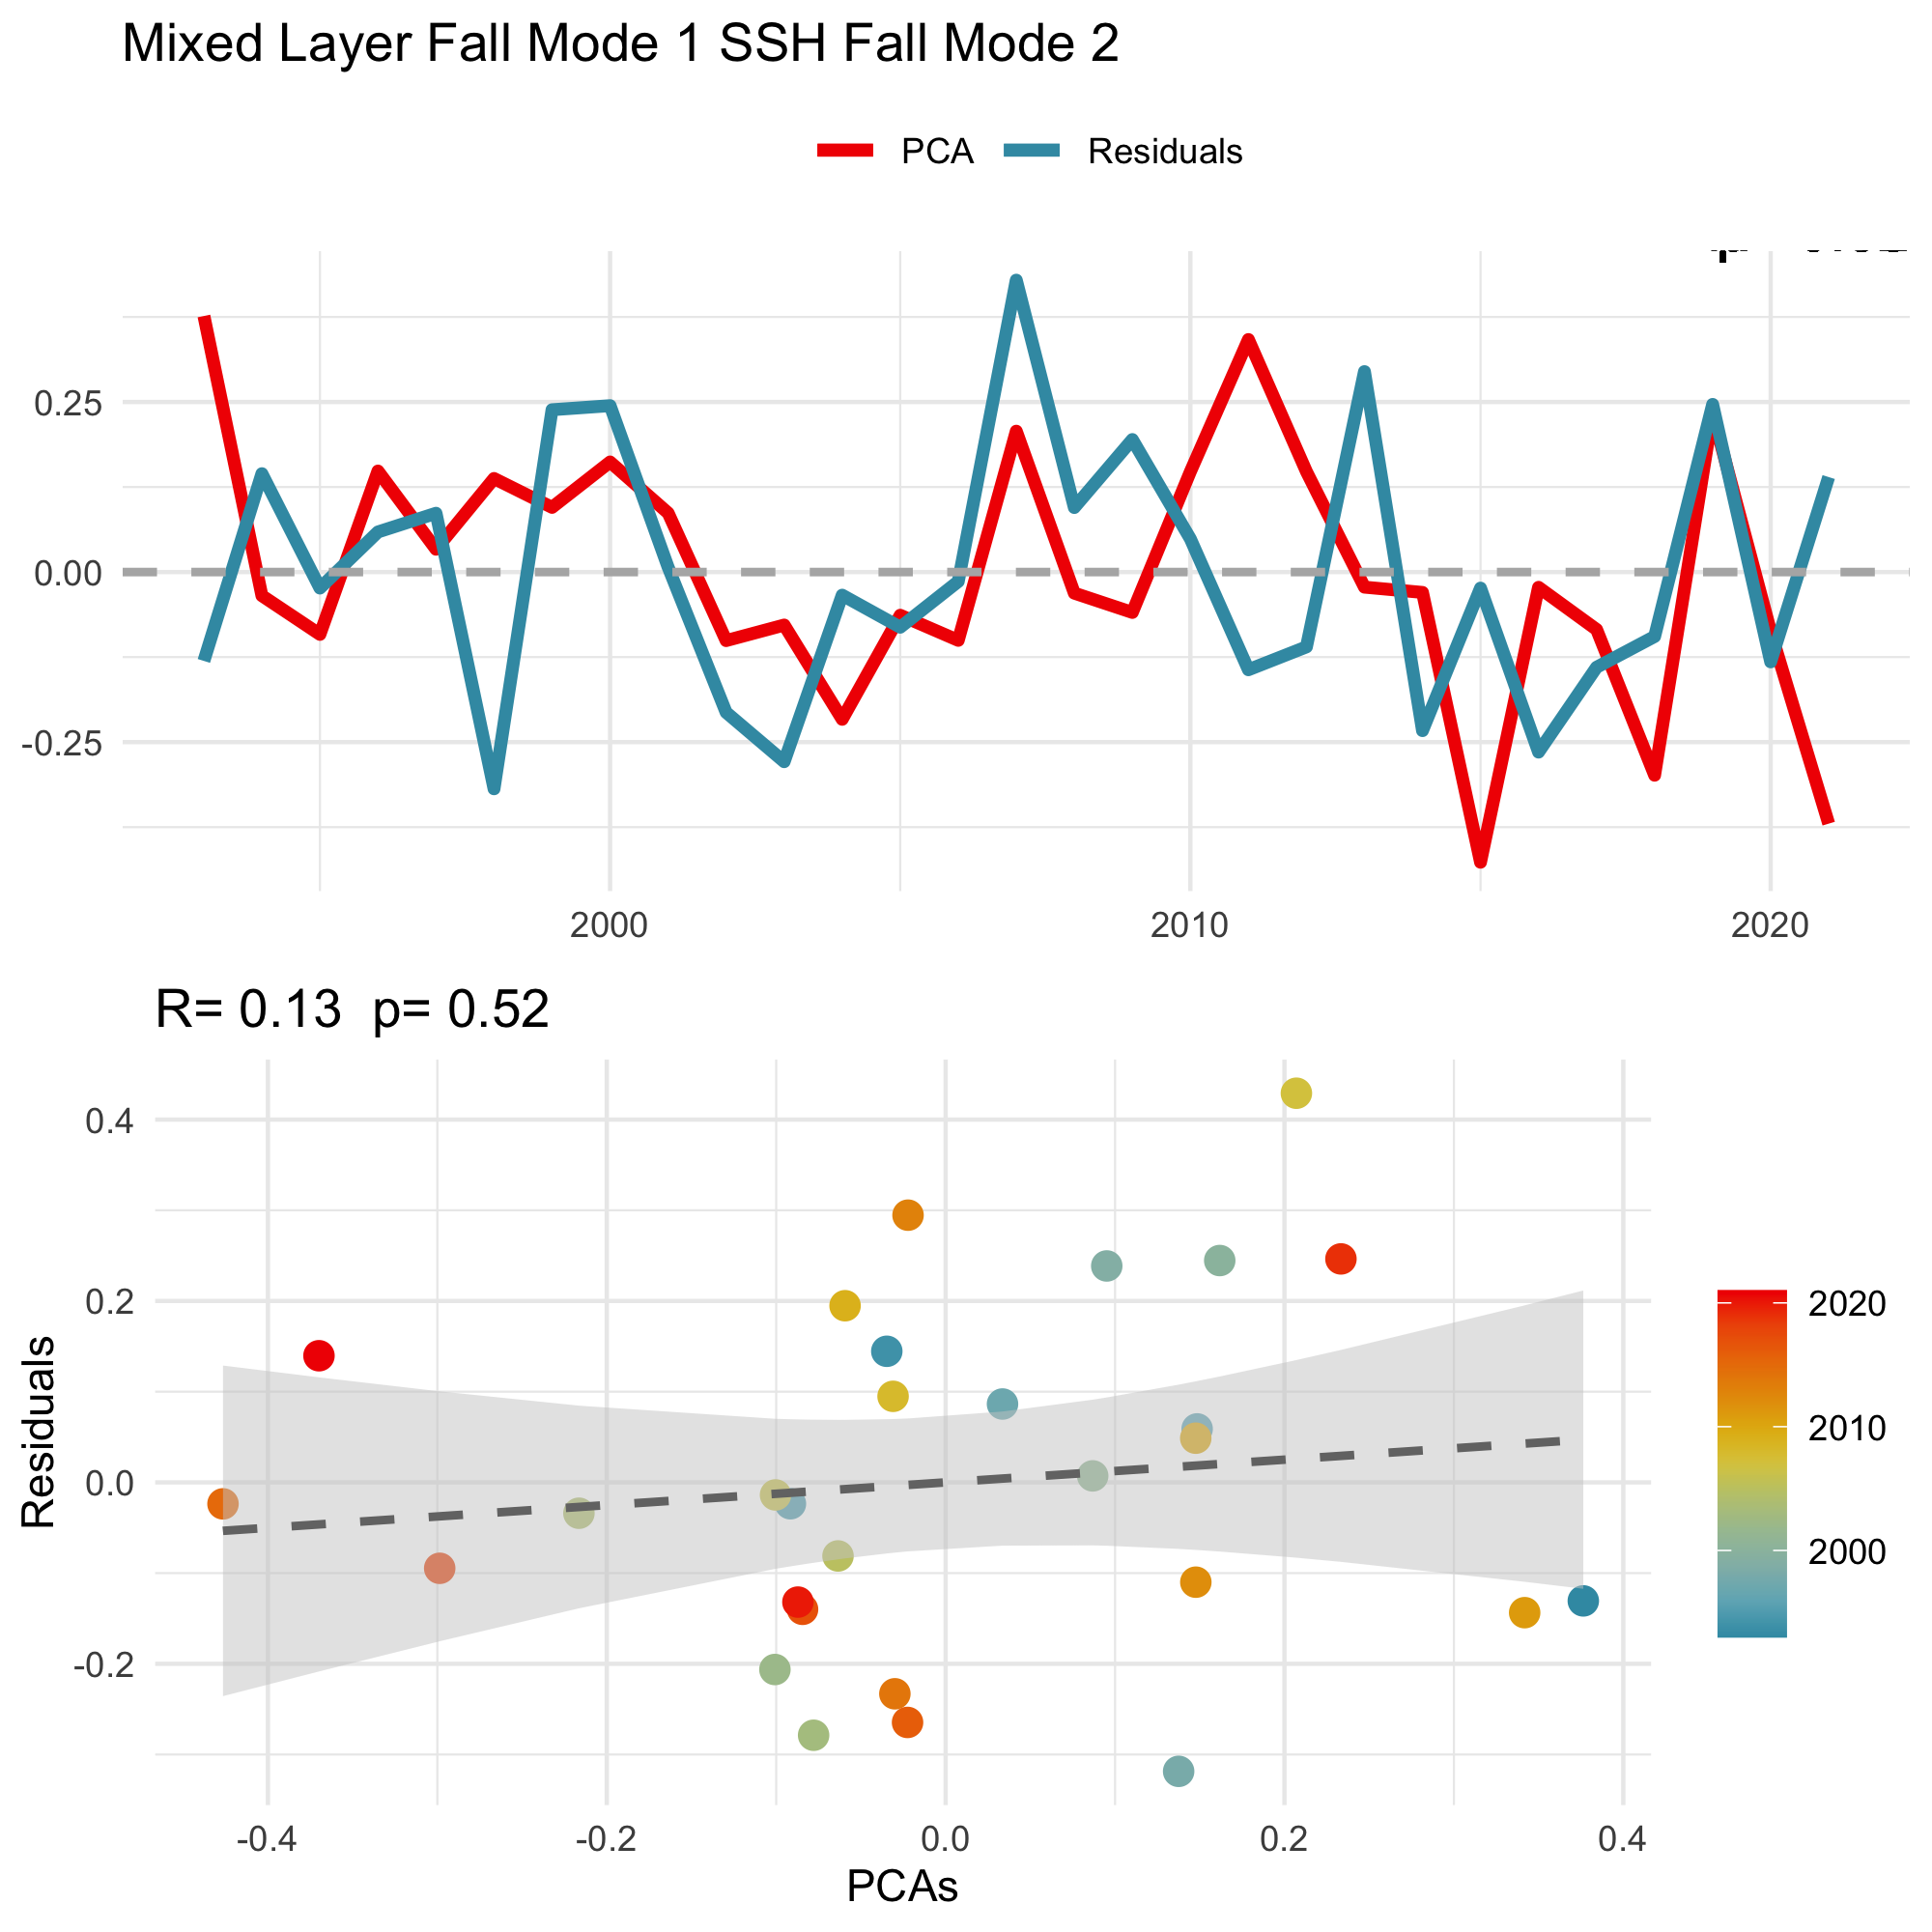 Mixed Layer Fall Mode 1 SSH Fall Mode 2
PCA Residuals
0.25
0.00
-0.25
2000 2010 2020
R= 0.13 p= 0.52
Residuals
0.4
0.2
0.0
-0.2
-0.4 -0.2 0.0 0.2 0.4
PCAs
2020
2010
2000